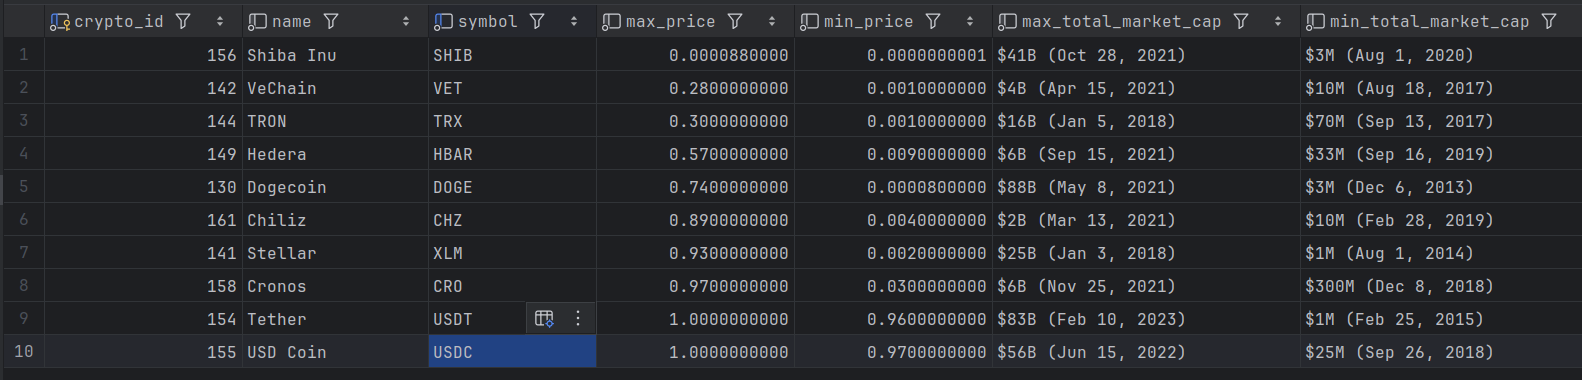 crypto_id name symbol max_price min_price max_total_market_cap min_total_market_cap
1 156 Shiba Inu SHIB 0.0000880000 0.0000000001 $41B (Oct 28, 2021) $3M (Aug 1, 2020)
2 142 VeChain VET 0.2800000000 0.0010000000 $4B (Apr 15, 2021) $10M (Aug 18, 2017)
3 144 TRON TRX 0.3000000000 0.0010000000 $16B (Jan 5, 2018) $70M (Sep 13, 2017)
4 149 Hedera HBAR 0.5700000000 0.0090000000 $6B (Sep 15, 2021) $33M (Sep 16, 2019)
5 130 Dogecoin DOGE 0.7400000000 0.0000800000 $88B (May 8, 2021) $3M (Dec 6, 2013)
6 161 Chiliz CHZ 0.8900000000 0.0040000000 $2B (Mar 13, 2021) $10M (Feb 28, 2019)
7 141 Stellar XLM 0.9300000000 0.0020000000 $25B (Jan 3, 2018) $1M (Aug 1, 2014)
8 158 Cronos CRO 0.9700000000 0.0300000000 $6B (Nov 25, 2021) $300M (Dec 8, 2018)
9 154 Tether USDT 1.0000000000 0.9600000000 $83B (Feb 10, 2023) $1M (Feb 25, 2015)
10 155 USD Coin USDC 1.0000000000 0.9700000000 $56B (Jun 15, 2022) $25M (Sep 26, 2018)